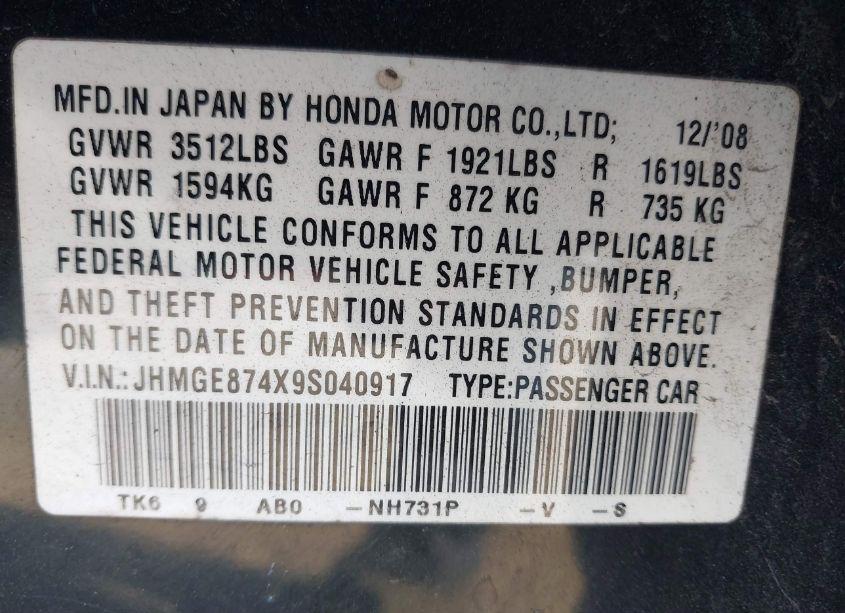 MFD.IN JAPAN BY HONDA MOTOR CO.,LTD; 12/'08
GVWR 3512LBS GAWR F 1921LBS R 1619LBS
GVWR 1594KG GAWR F 872 KG R 735 KG
THIS VEHICLE CONFORMS TO ALL APPLICABLE
FEDERAL MOTOR VEHICLE SAFETY ,BUMPER,
AND THEFT PREVENTION STANDARDS IN EFFECT
ON THE DATE OF MANUFACTURE SHOWN ABOVE.
V.I.N.:JHMGE874X9S040917 TYPE:PASSENGER CAR
TK6 9 AB0 -NH731P -V -S